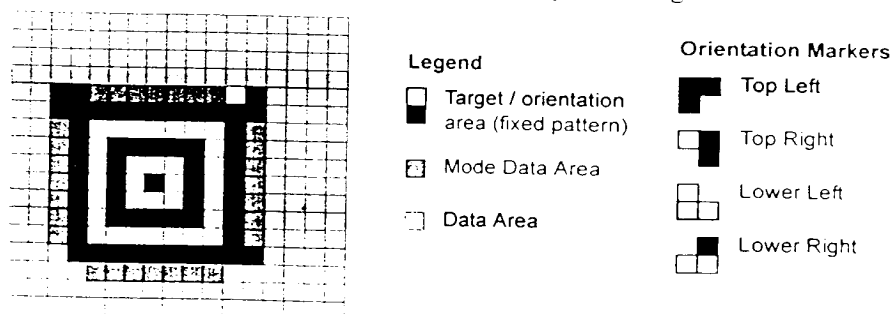 Legend
Target / orientation
area (fixed pattern)
Mode Data Area
Data Area
Orientation Markers
Top Left
Top Right
Lower Left
Lower Right